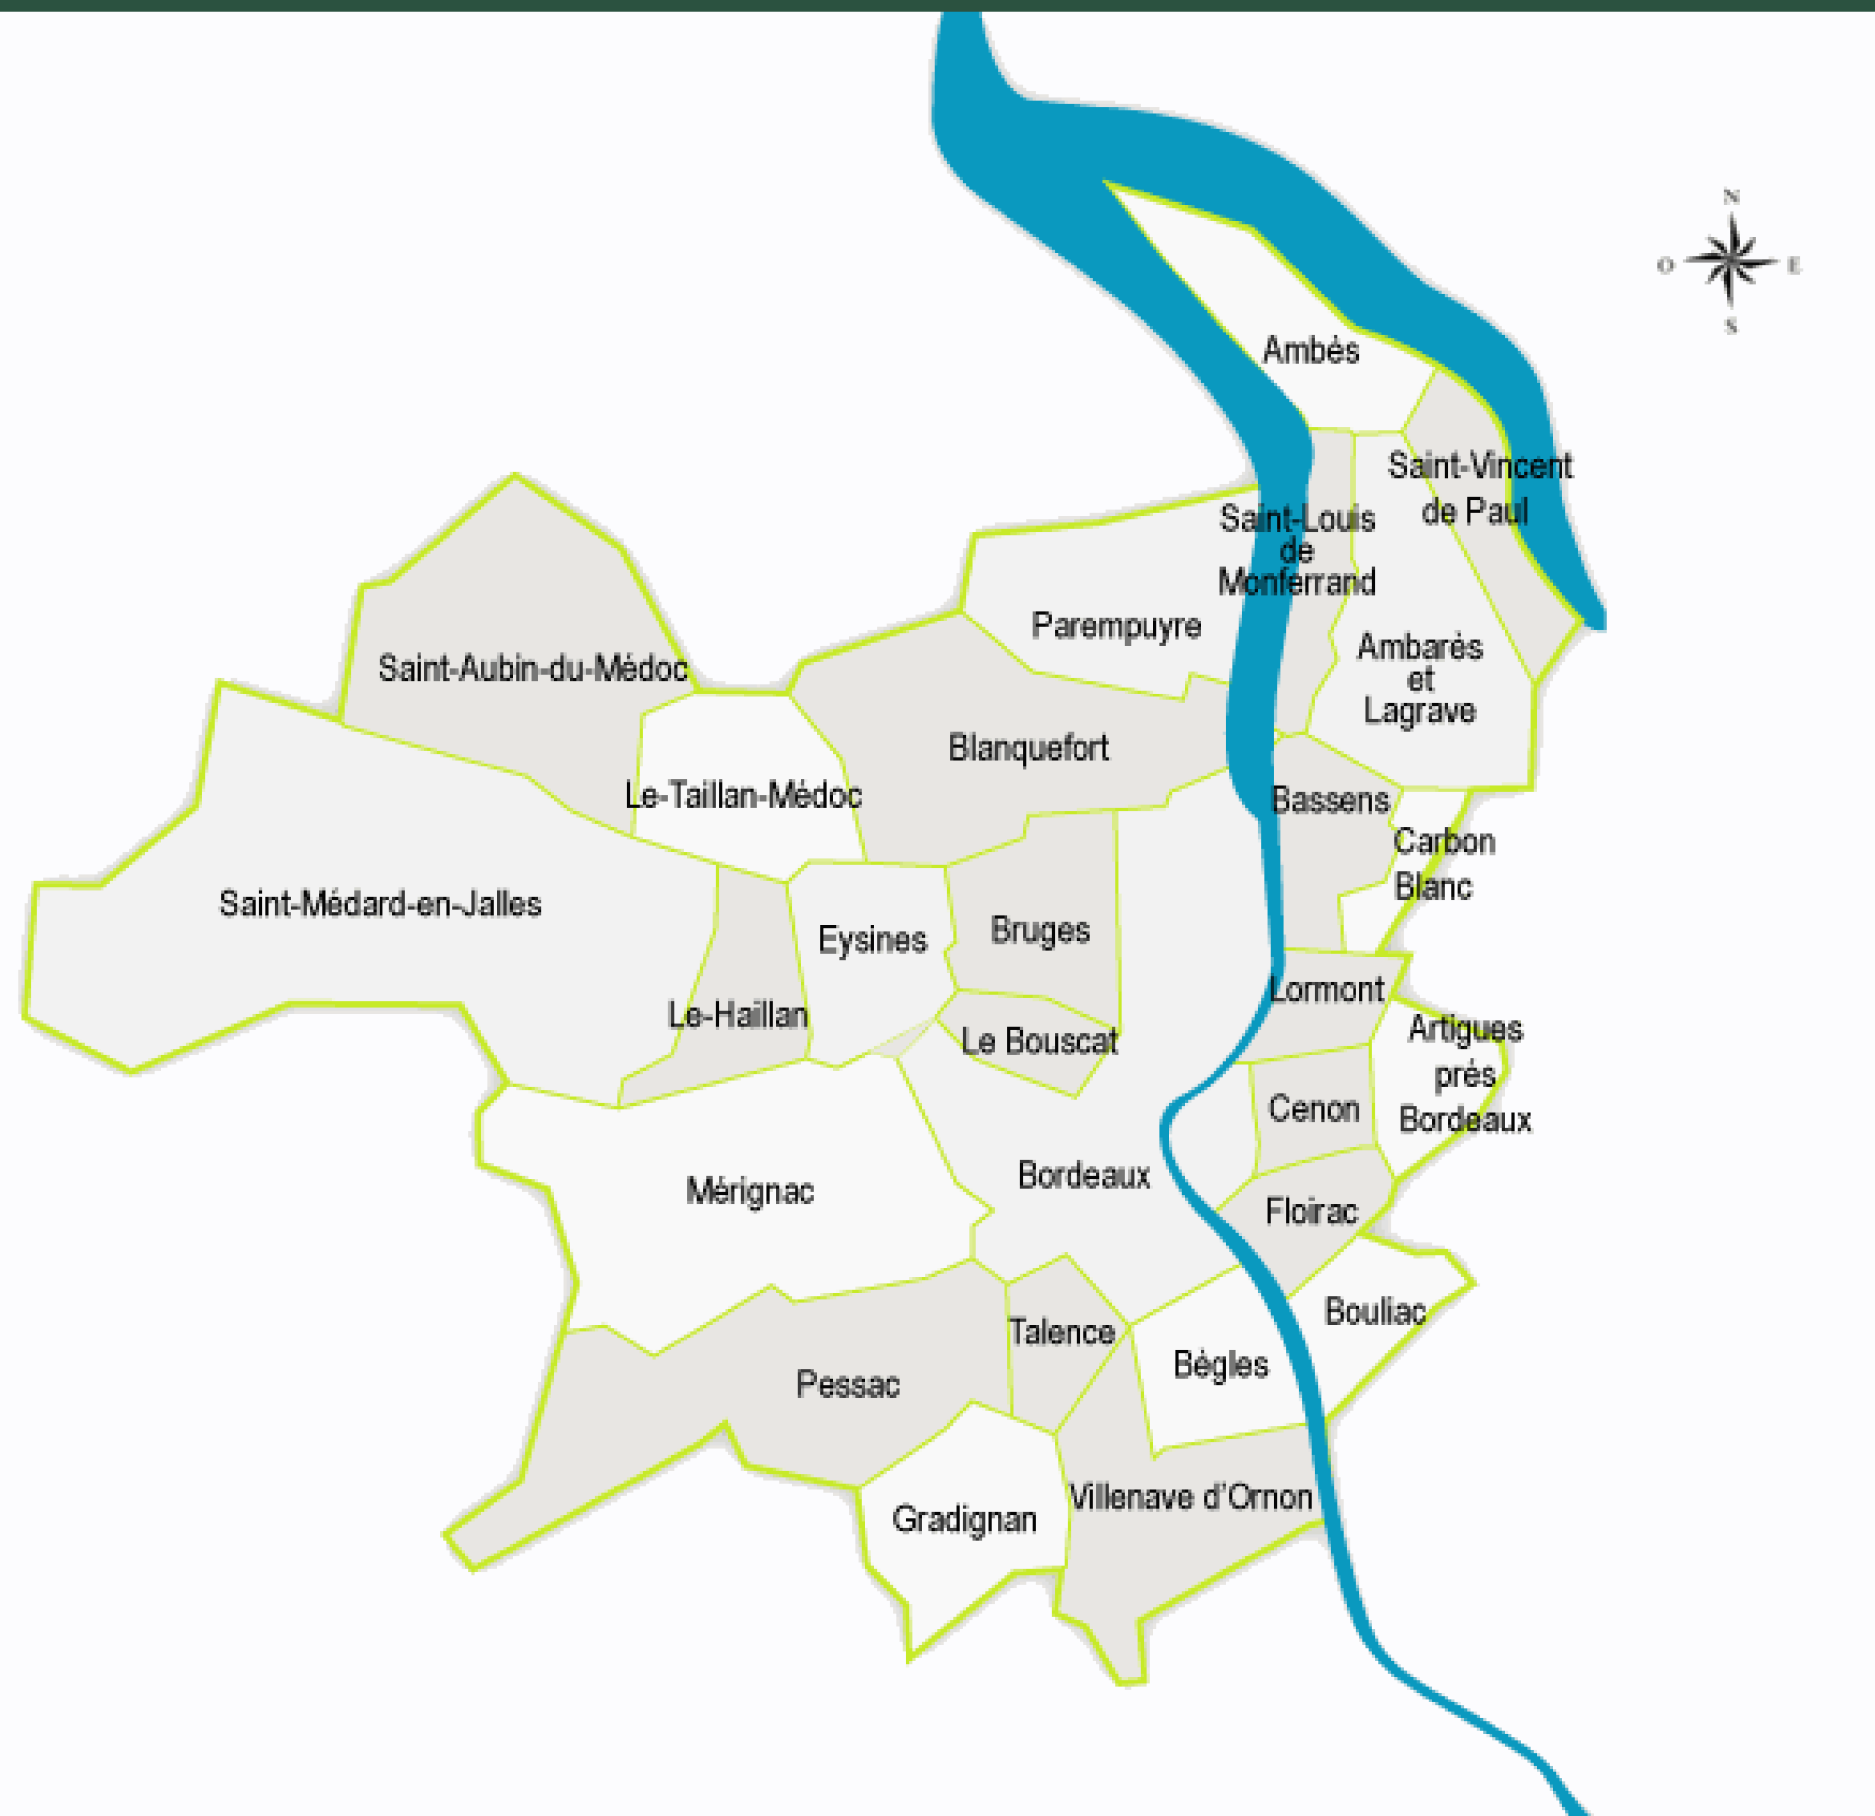 N
O
E
S
Ambès
Saint-Vincent
de Paul
Saint-Louis
de
Monferrand
Parempuyre
Ambarès
et
Lagrave
Saint-Aubin-du-Médoc
Blanquefort
Le-Taillan-Médoc
Bassens
Carbon
Blanc
Saint-Médard-en-Jalles
Eysines
Bruges
Lormont
Le-Haillan
Le Bouscat
Artigues
près
Bordeaux
Cenon
Mérignac
Bordeaux
Floirac
Talence
Bouliac
Bègles
Pessac
Villenave d'Ornon
Gradignan